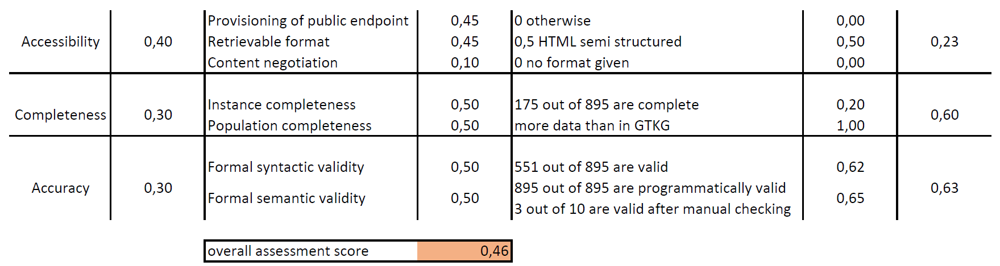 Provisioning of public endpoint 0,45 0 otherwise 0,00
Accessibility 0,40 Retrievable format 0,45 0,5 HTML semi structured 0,50 0,23
Content negotiation 0,10 0 no format given 0,00
Instance completeness 0,50 175 out of 895 are complete 0,20
Completeness 0,30 0,60
Population completeness 0,50 more data than in GTKG 1,00
Formal syntactic validity 0,50 551 out of 895 are valid 0,62
Accuracy 0,30 895 out of 895 are programmatically valid 0,63
Formal semantic validity 0,50 0,65
3 out of 10 are valid after manual checking
overall assessment score 0,46